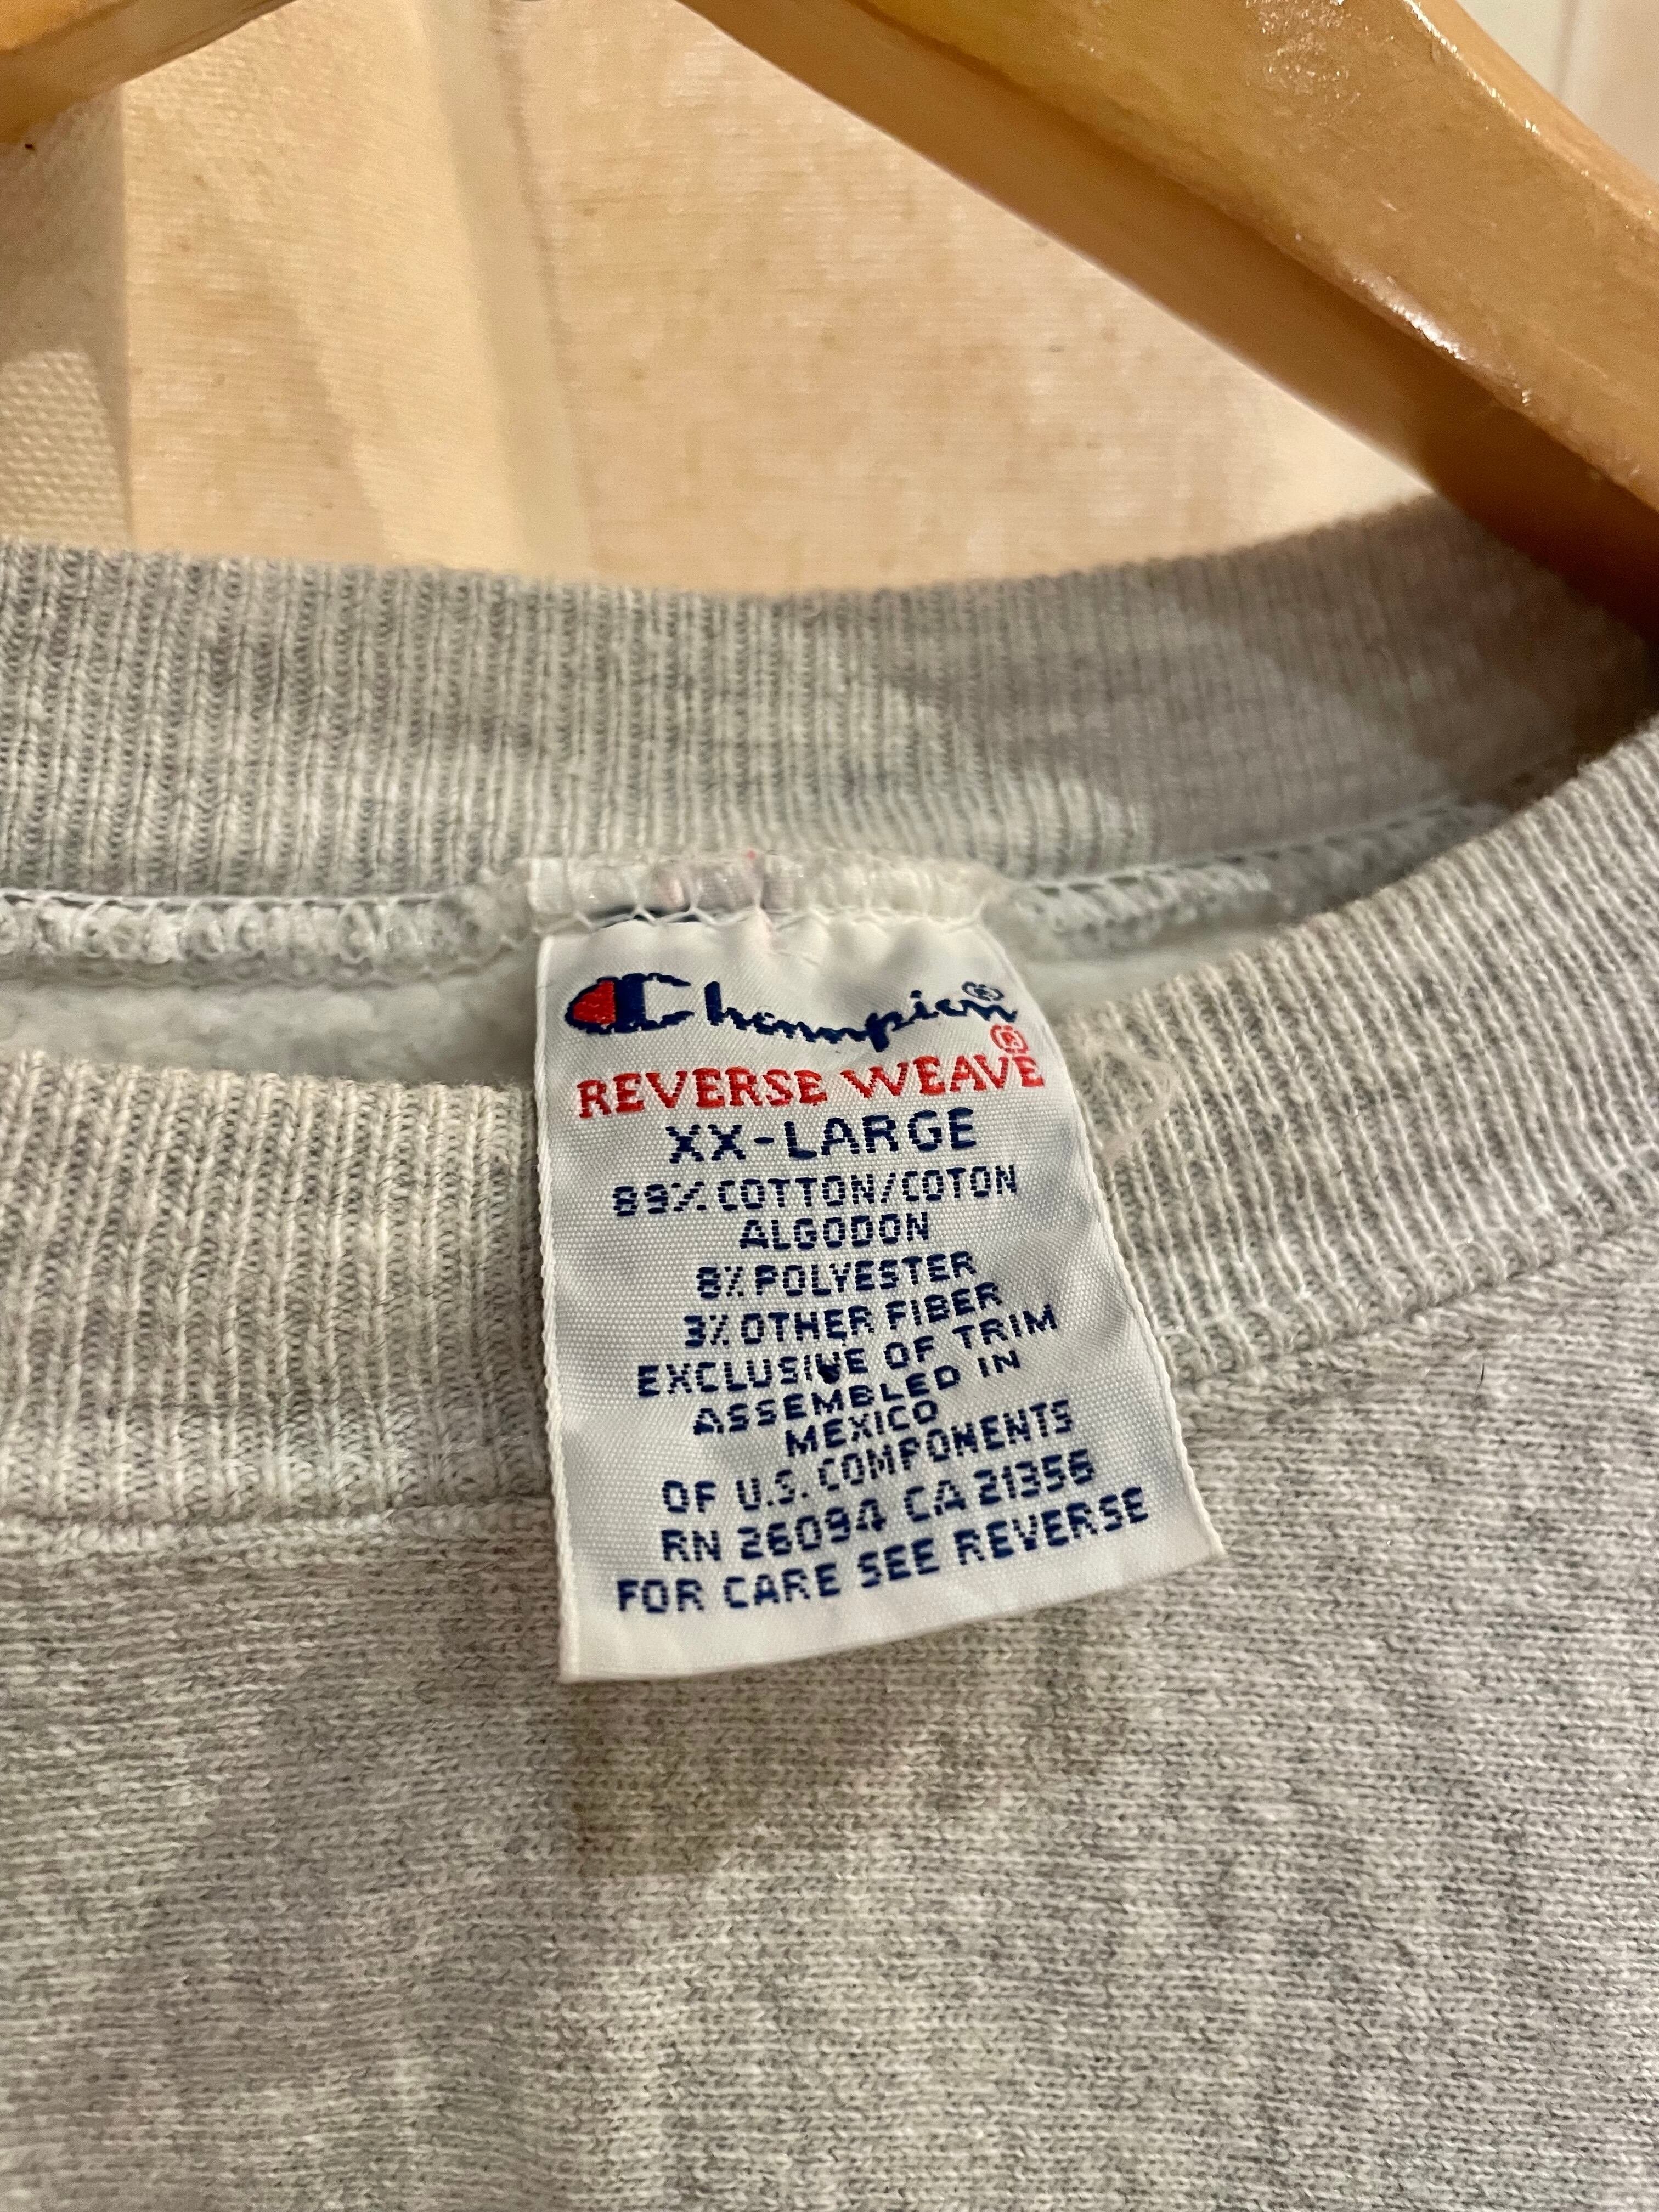 Champion®
REVERSE WEAVE®
XX-LARGE
89% COTTON/COTON
ALGODON
8% POLYESTER
3% OTHER FIBER
EXCLUSIVE OF TRIM
ASSEMBLED IN
MEXICO
OF U.S. COMPONENTS
RN 26094 CA 21356
FOR CARE SEE REVERSE